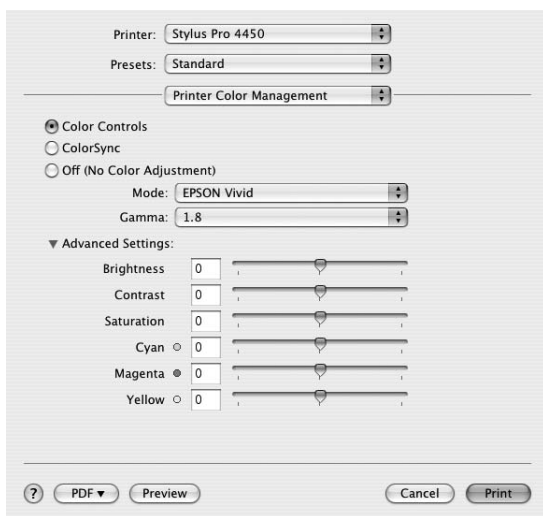 Printer: Stylus Pro 4450
Presets: Standard
Printer Color Management
Color Controls
ColorSync
Off (No Color Adjustment)
Mode: EPSON Vivid
Gamma: 1.8
Advanced Settings:
Brightness 0
Contrast 0
Saturation 0
Cyan 0
Magenta 0
Yellow 0
? PDF Preview Cancel Print